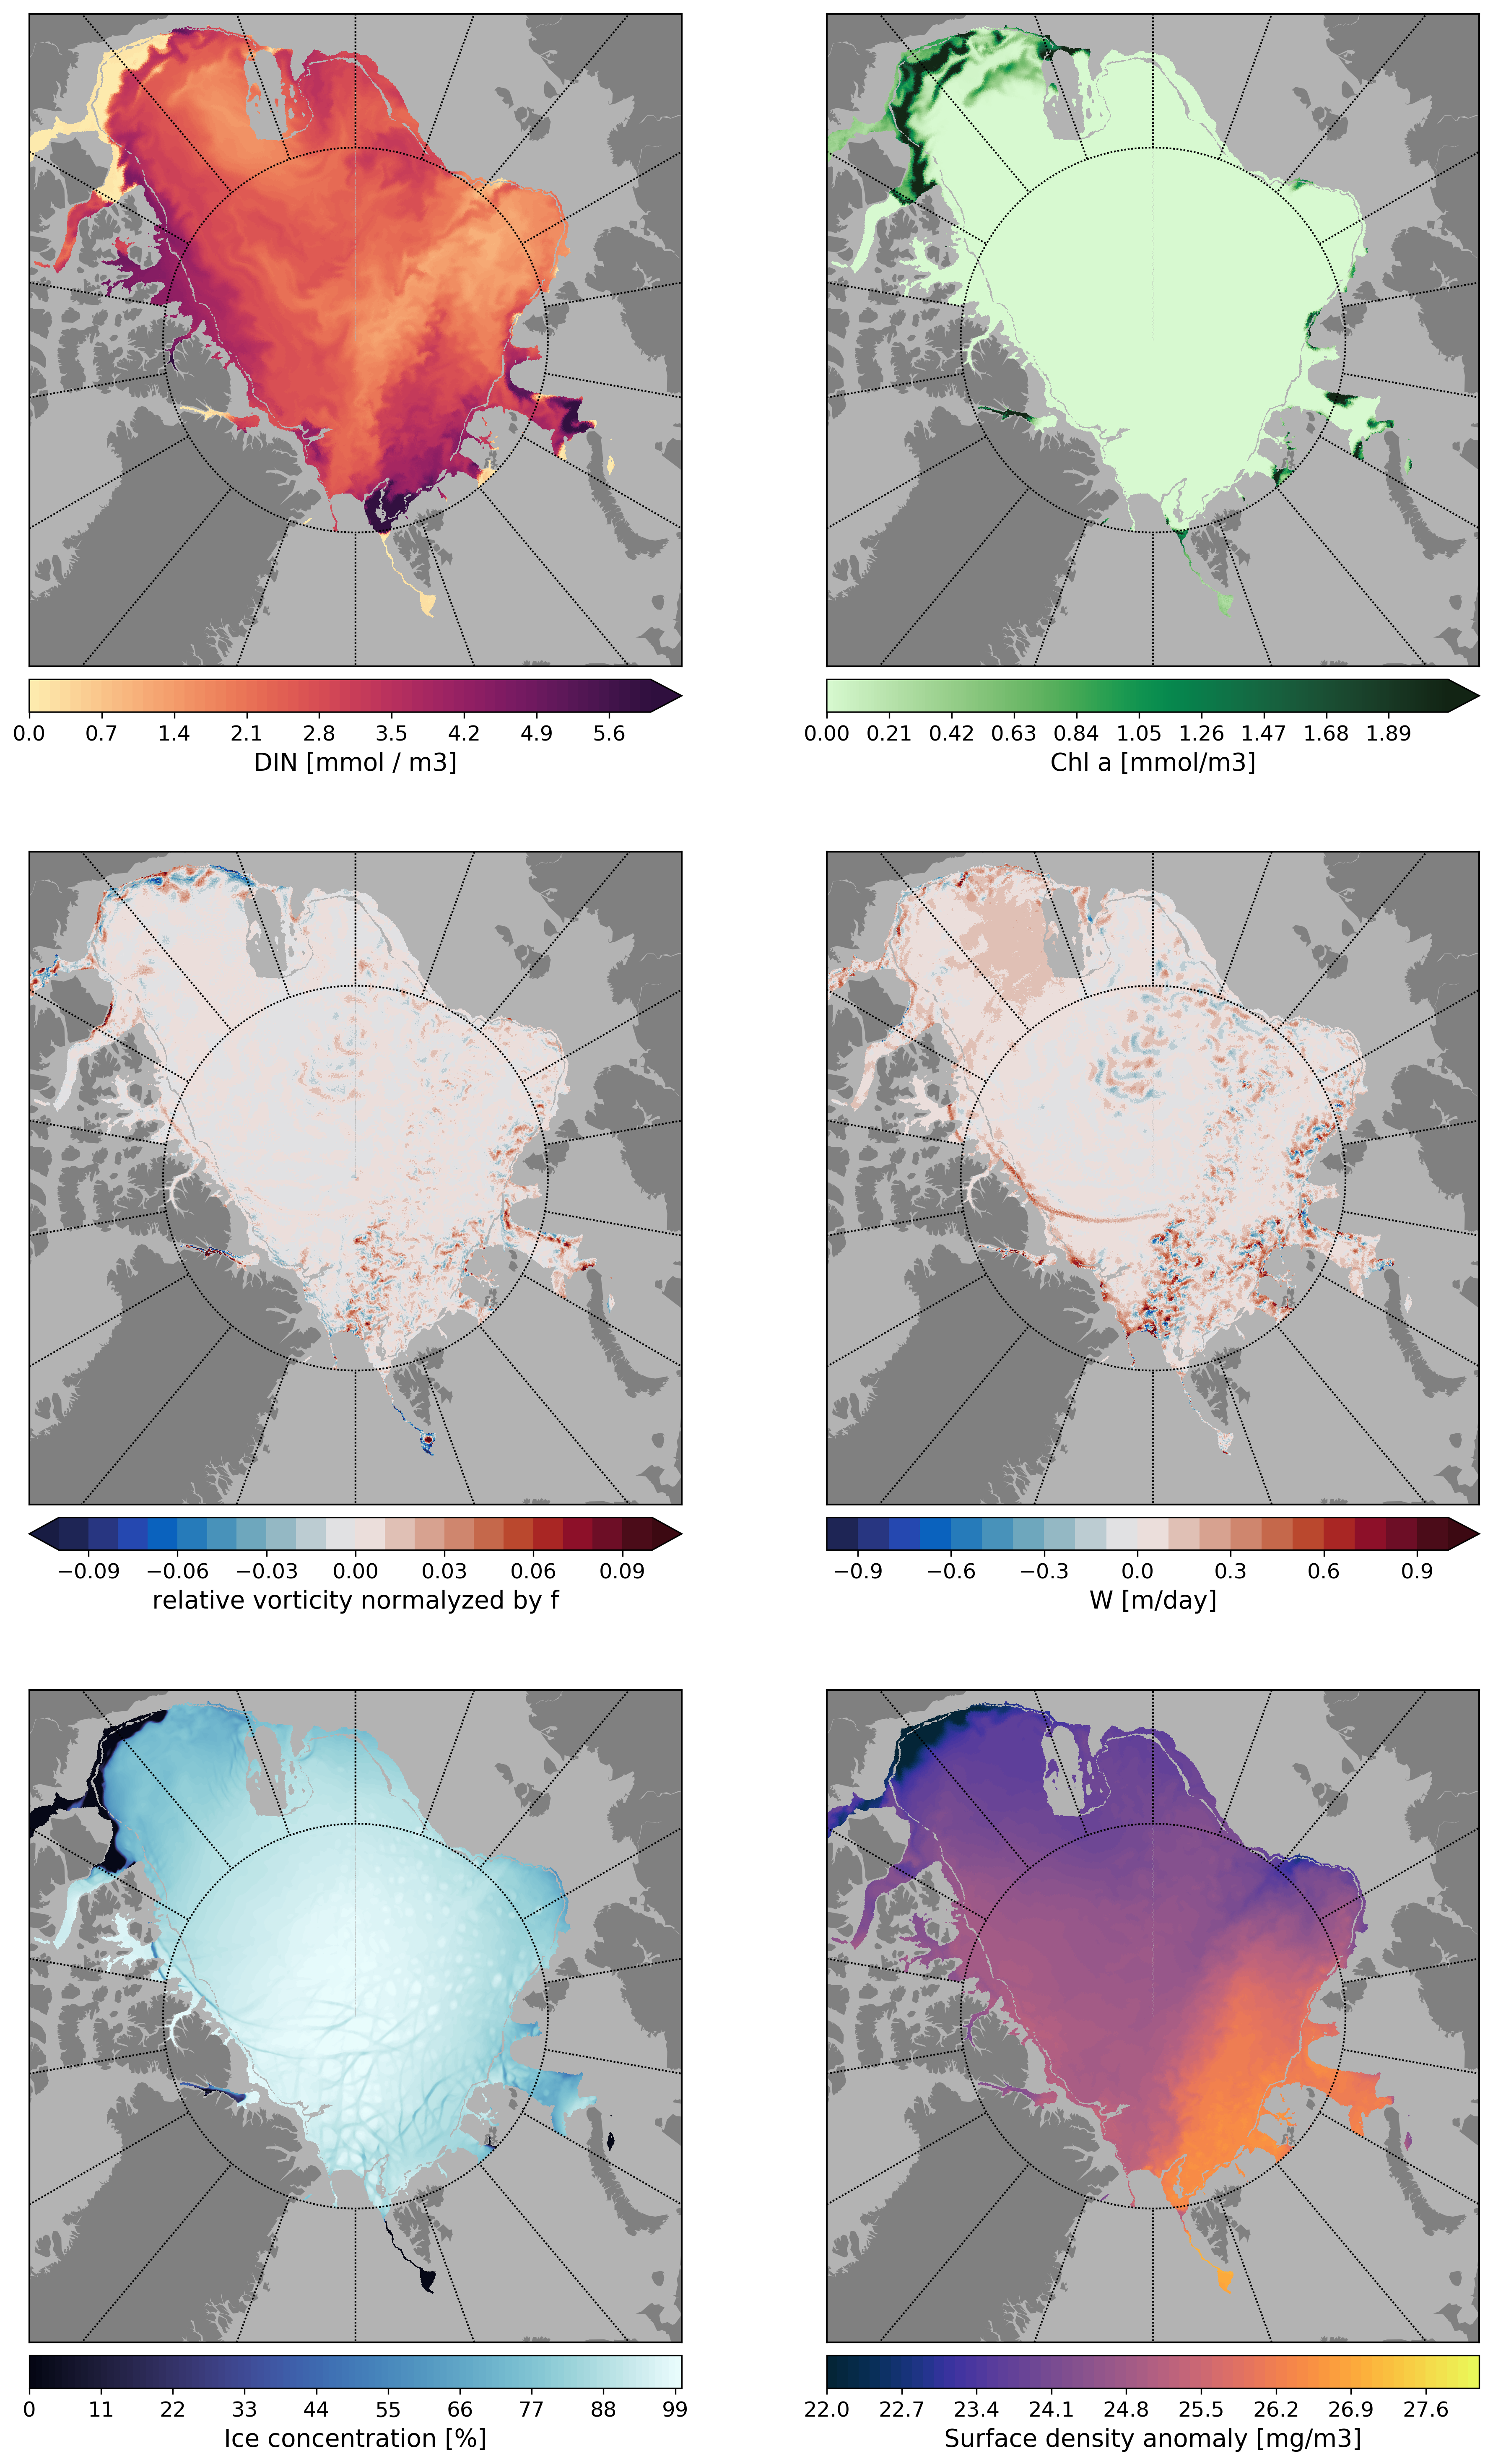 0.0 0.7 1.4 2.1 2.8 3.5 4.2 4.9 5.6
DIN [mmol / m3]
0.00 0.21 0.42 0.63 0.84 1.05 1.26 1.47 1.68 1.89
Chl a [mmol/m3]
−0.09 −0.06 −0.03 0.00 0.03 0.06 0.09
relative vorticity normalyzed by f
−0.9 −0.6 −0.3 0.0 0.3 0.6 0.9
W [m/day]
0 11 22 33 44 55 66 77 88 99
Ice concentration [%]
22.0 22.7 23.4 24.1 24.8 25.5 26.2 26.9 27.6
Surface density anomaly [mg/m3]